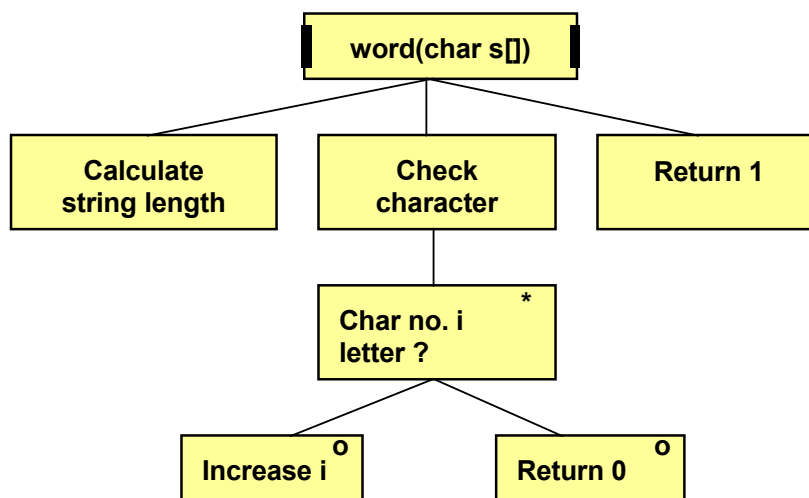 word(char s[])
Calculate
string length
Check
character
Return 1
*
Char no. i
letter ?
o
Increase i
o
Return 0